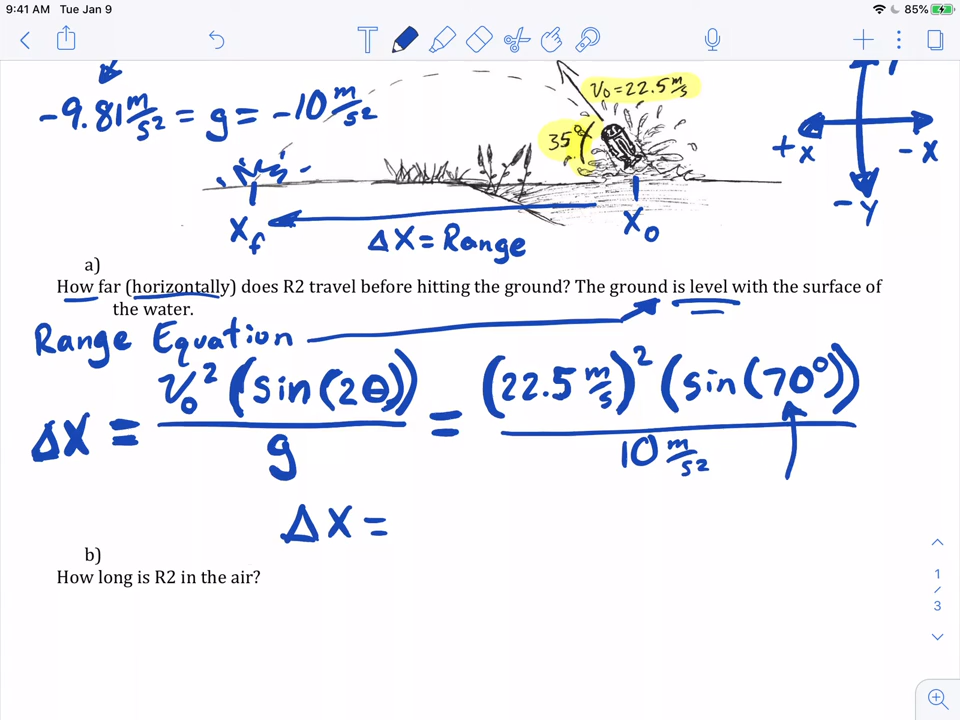 9:41 AM Tue Jan 9
85%
T
V₀ = 22.5 m/s
-9.81 m/s² = g = -10 m/s²
35°
+x
-x
-y
X_f
ΔX = Range
X₀
a)
How far (horizontally) does R2 travel before hitting the ground? The ground is level with the surface of
the water.
Range Equation
ΔX = V₀² (sin(2θ)) / g = (22.5 m/s)² (sin(70°)) / 10 m/s²
ΔX =
b)
How long is R2 in the air?
1
/
3